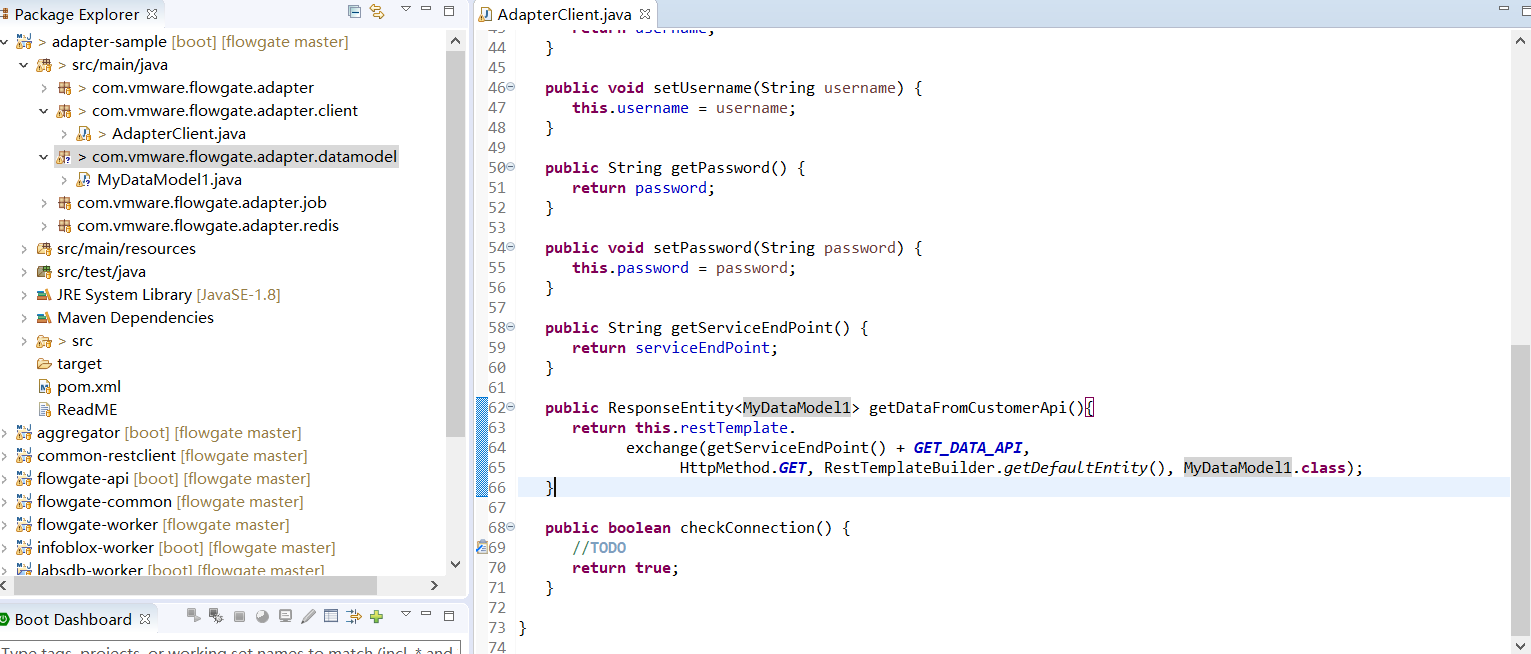 Package Explorer
> adapter-sample [boot] [flowgate master]
> src/main/java
> com.vmware.flowgate.adapter
> com.vmware.flowgate.adapter.client
> AdapterClient.java
> com.vmware.flowgate.adapter.datamodel
MyDataModel1.java
com.vmware.flowgate.adapter.job
com.vmware.flowgate.adapter.redis
src/main/resources
src/test/java
JRE System Library [JavaSE-1.8]
Maven Dependencies
> src
target
pom.xml
ReadME
aggregator [boot] [flowgate master]
common-restclient [flowgate master]
flowgate-api [boot] [flowgate master]
flowgate-common [flowgate master]
flowgate-worker [flowgate master]
infoblox-worker [boot] [flowgate master]
labsdb-worker [boot] [flowgate master]
Boot Dashboard
Type tags, projects, or working set names to match (incl. * and
AdapterClient.java
43 return username;
44 }
45
46 public void setUsername(String username) {
47 this.username = username;
48 }
49
50 public String getPassword() {
51 return password;
52 }
53
54 public void setPassword(String password) {
55 this.password = password;
56 }
57
58 public String getServiceEndPoint() {
59 return serviceEndPoint;
60 }
61
62 public ResponseEntity<MyDataModel1> getDataFromCustomerApi(){
63 return this.restTemplate.
64 exchange(getServiceEndPoint() + GET_DATA_API,
65 HttpMethod.GET, RestTemplateBuilder.getDefaultEntity(), MyDataModel1.class);
66 }
67
68 public boolean checkConnection() {
69 //TODO
70 return true;
71 }
72
73 }
74